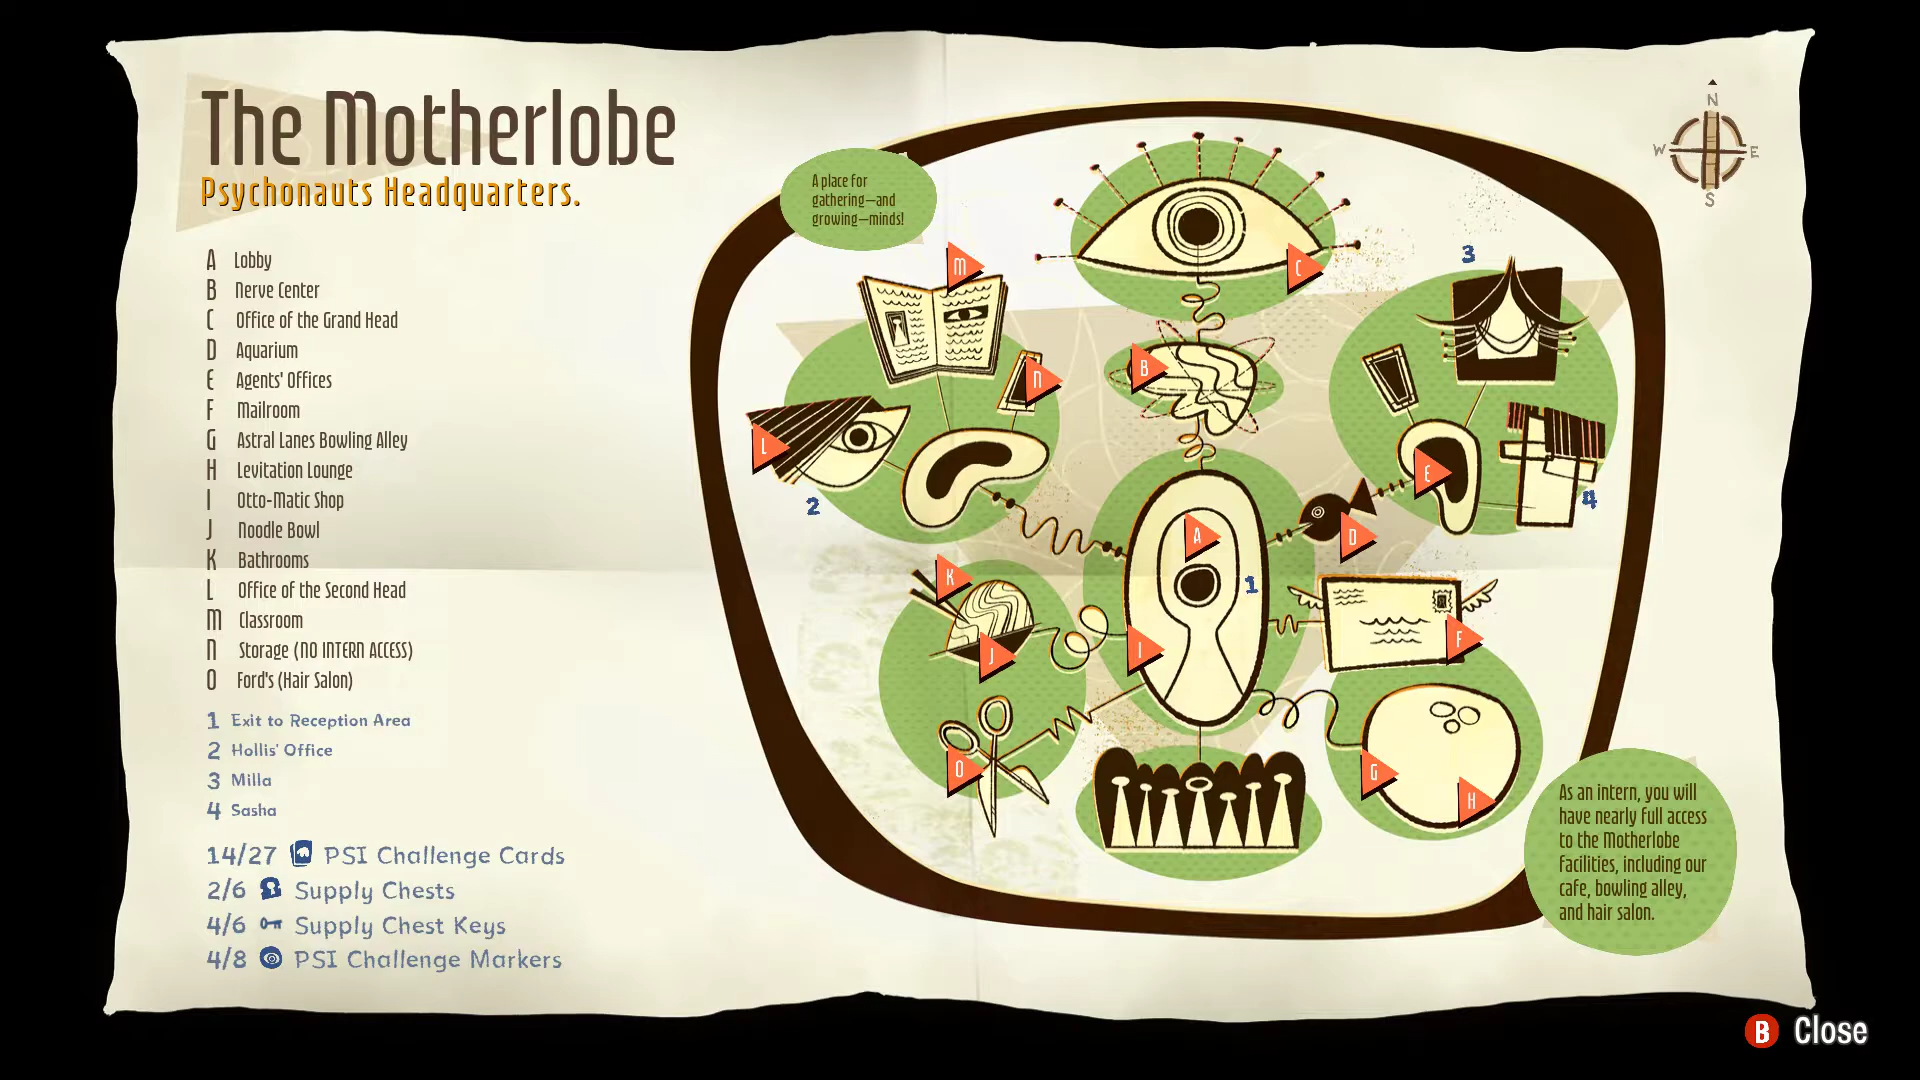 The Motherlobe
Psychonauts Headquarters.
A Lobby
B Nerve Center
C Office of the Grand Head
D Aquarium
E Agents' Offices
F Mailroom
G Astral Lanes Bowling Alley
H Levitation Lounge
I Otto-Matic Shop
J Noodle Bowl
K Bathrooms
L Office of the Second Head
M Classroom
N Storage (NO INTERN ACCESS)
O Ford's (Hair Salon)
1 Exit to Reception Area
2 Hollis' Office
3 Milla
4 Sasha
14/27 PSI Challenge Cards
2/6 Supply Chests
4/6 Supply Chest Keys
4/8 PSI Challenge Markers
A place for
gathering—and
growing—minds!
N
W E
S
M
C
3
B
N
L
E
2
4
A
D
K
1
F
J
I
O
G
H
As an intern, you will
have nearly full access
to the Motherlobe
facilities, including our
cafe, bowling alley,
and hair salon.
B Close